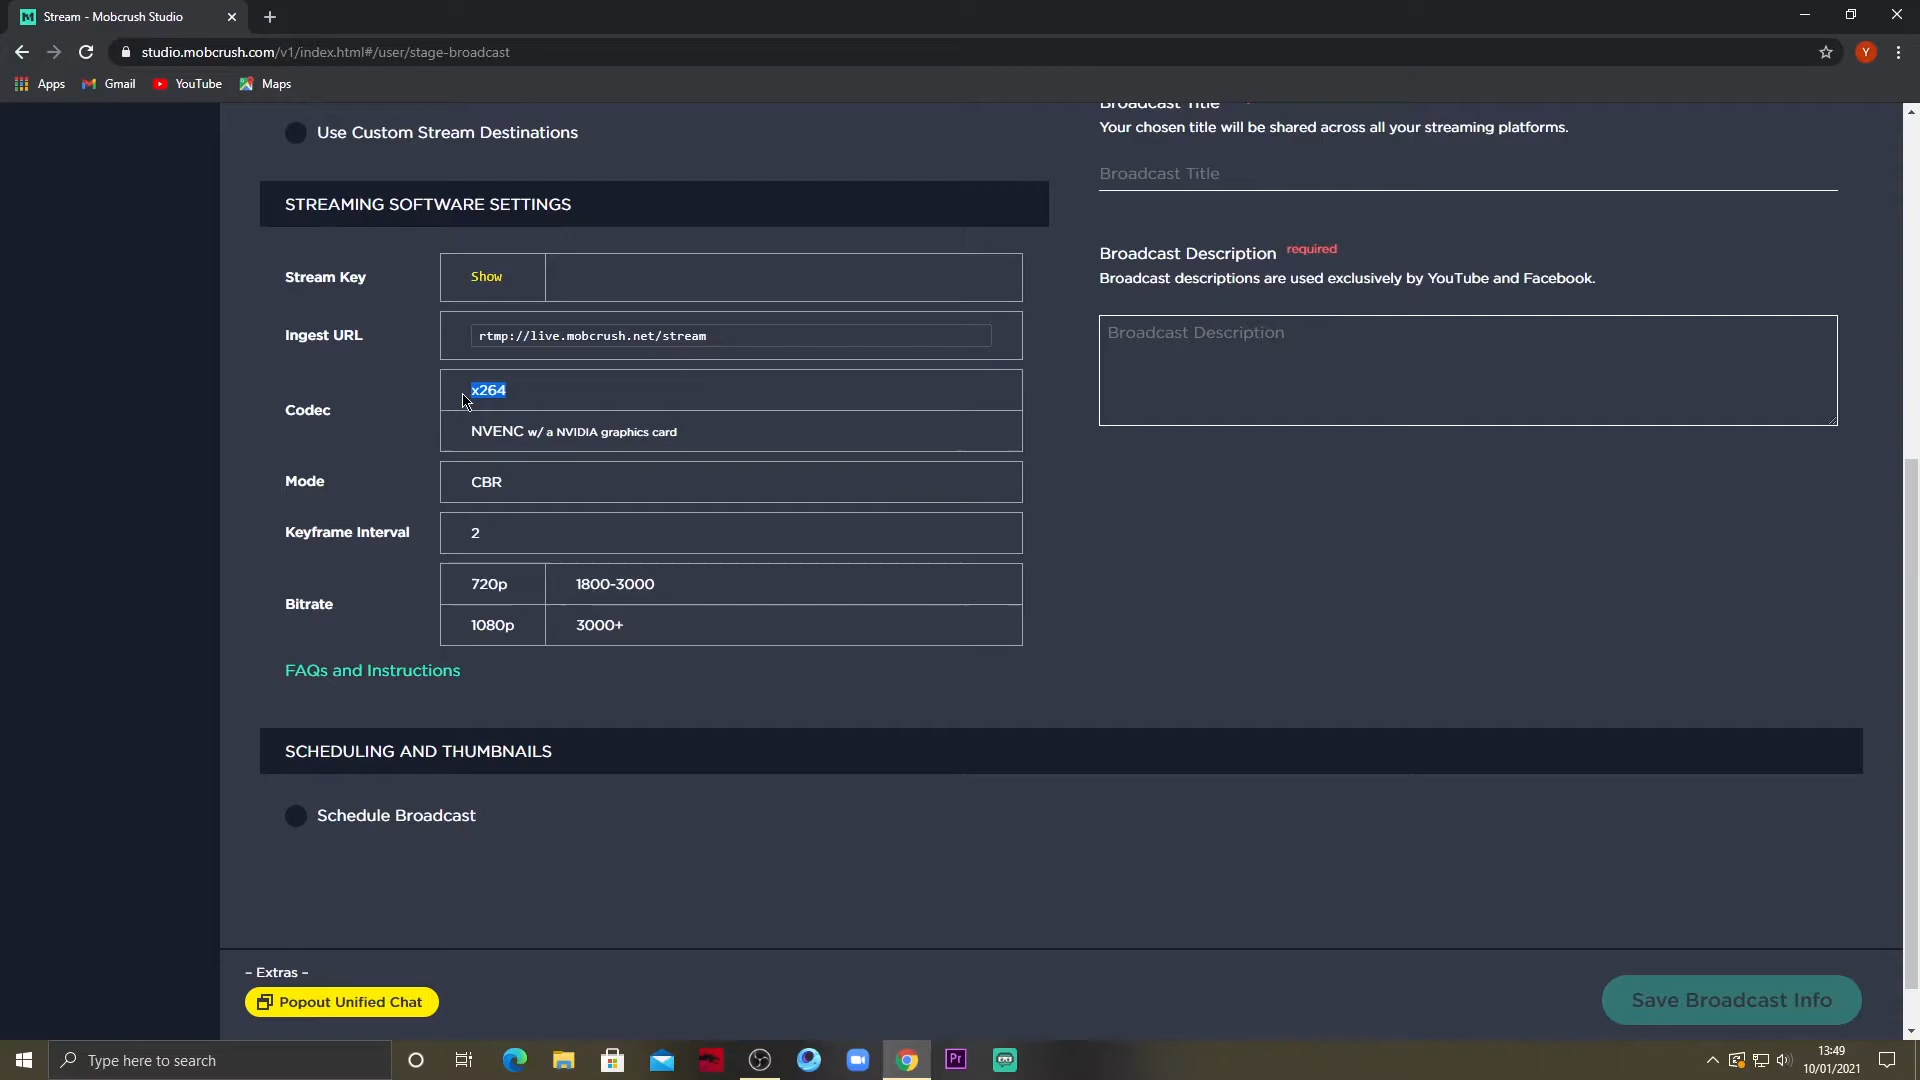 Stream - Mobcrush Studio
studio.mobcrush.com/v1/index.html#/user/stage-broadcast
Y
Apps
Gmail
YouTube
Maps
Use Custom Stream Destinations
STREAMING SOFTWARE SETTINGS
Stream Key
Show
Ingest URL
rtmp://live.mobcrush.net/stream
Codec
x264
NVENC w/ a NVIDIA graphics card
Mode
CBR
Keyframe Interval
2
Bitrate
720p
1800-3000
1080p
3000+
FAQs and Instructions
Broadcast Title
Your chosen title will be shared across all your streaming platforms.
Broadcast Title
Broadcast Description required
Broadcast descriptions are used exclusively by YouTube and Facebook.
Broadcast Description
SCHEDULING AND THUMBNAILS
Schedule Broadcast
- Extras -
Popout Unified Chat
Save Broadcast Info
Type here to search
Pr
13:49
10/01/2021